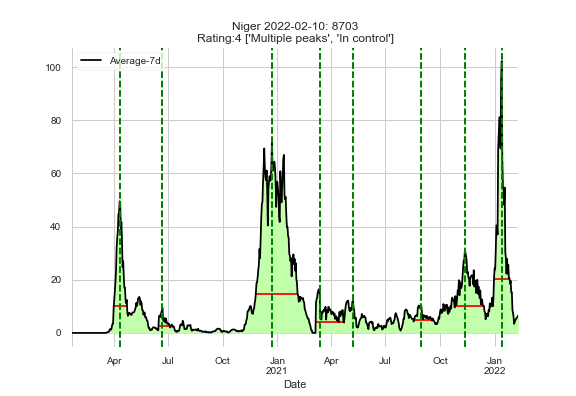 Niger 2022-02-10: 8703
Rating:4 ['Multiple peaks', 'In control']
Average-7d
100
80
60
40
20
0
Apr Jul Oct Jan Apr Jul Oct Jan
2021 2022
Date